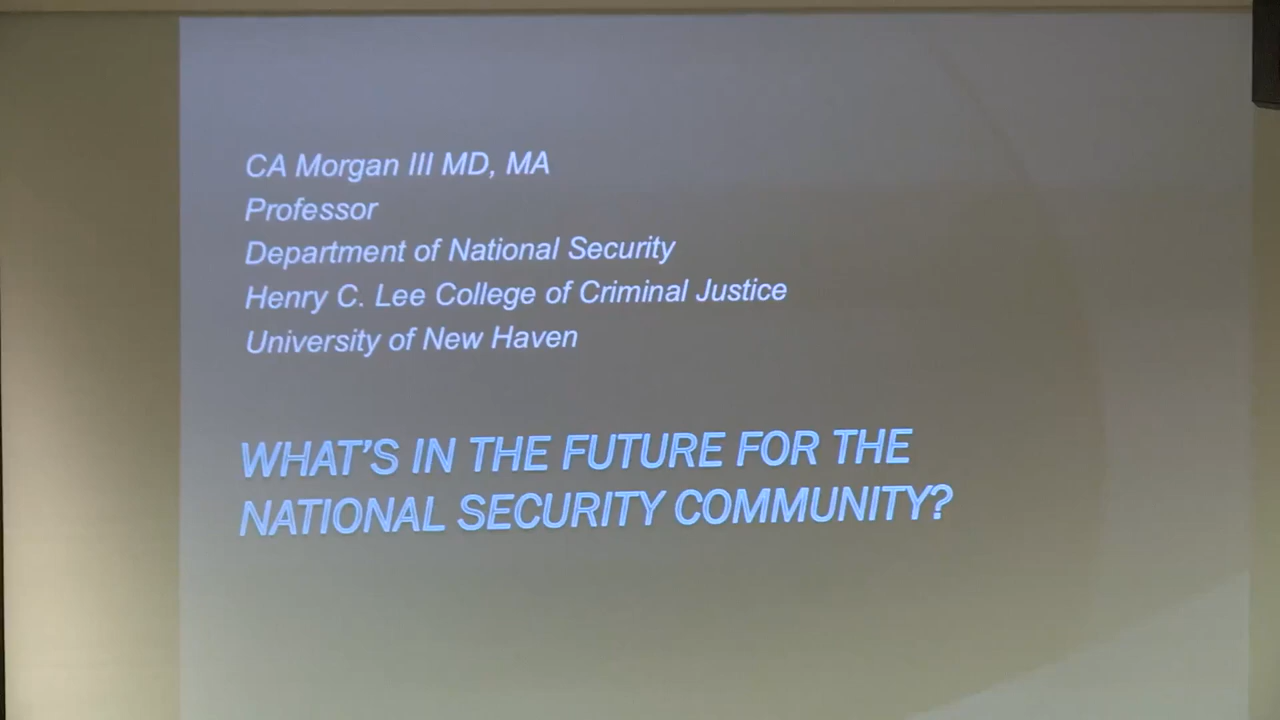 CA Morgan III MD, MA
Professor
Department of National Security
Henry C. Lee College of Criminal Justice
University of New Haven
WHAT'S IN THE FUTURE FOR THE
NATIONAL SECURITY COMMUNITY?